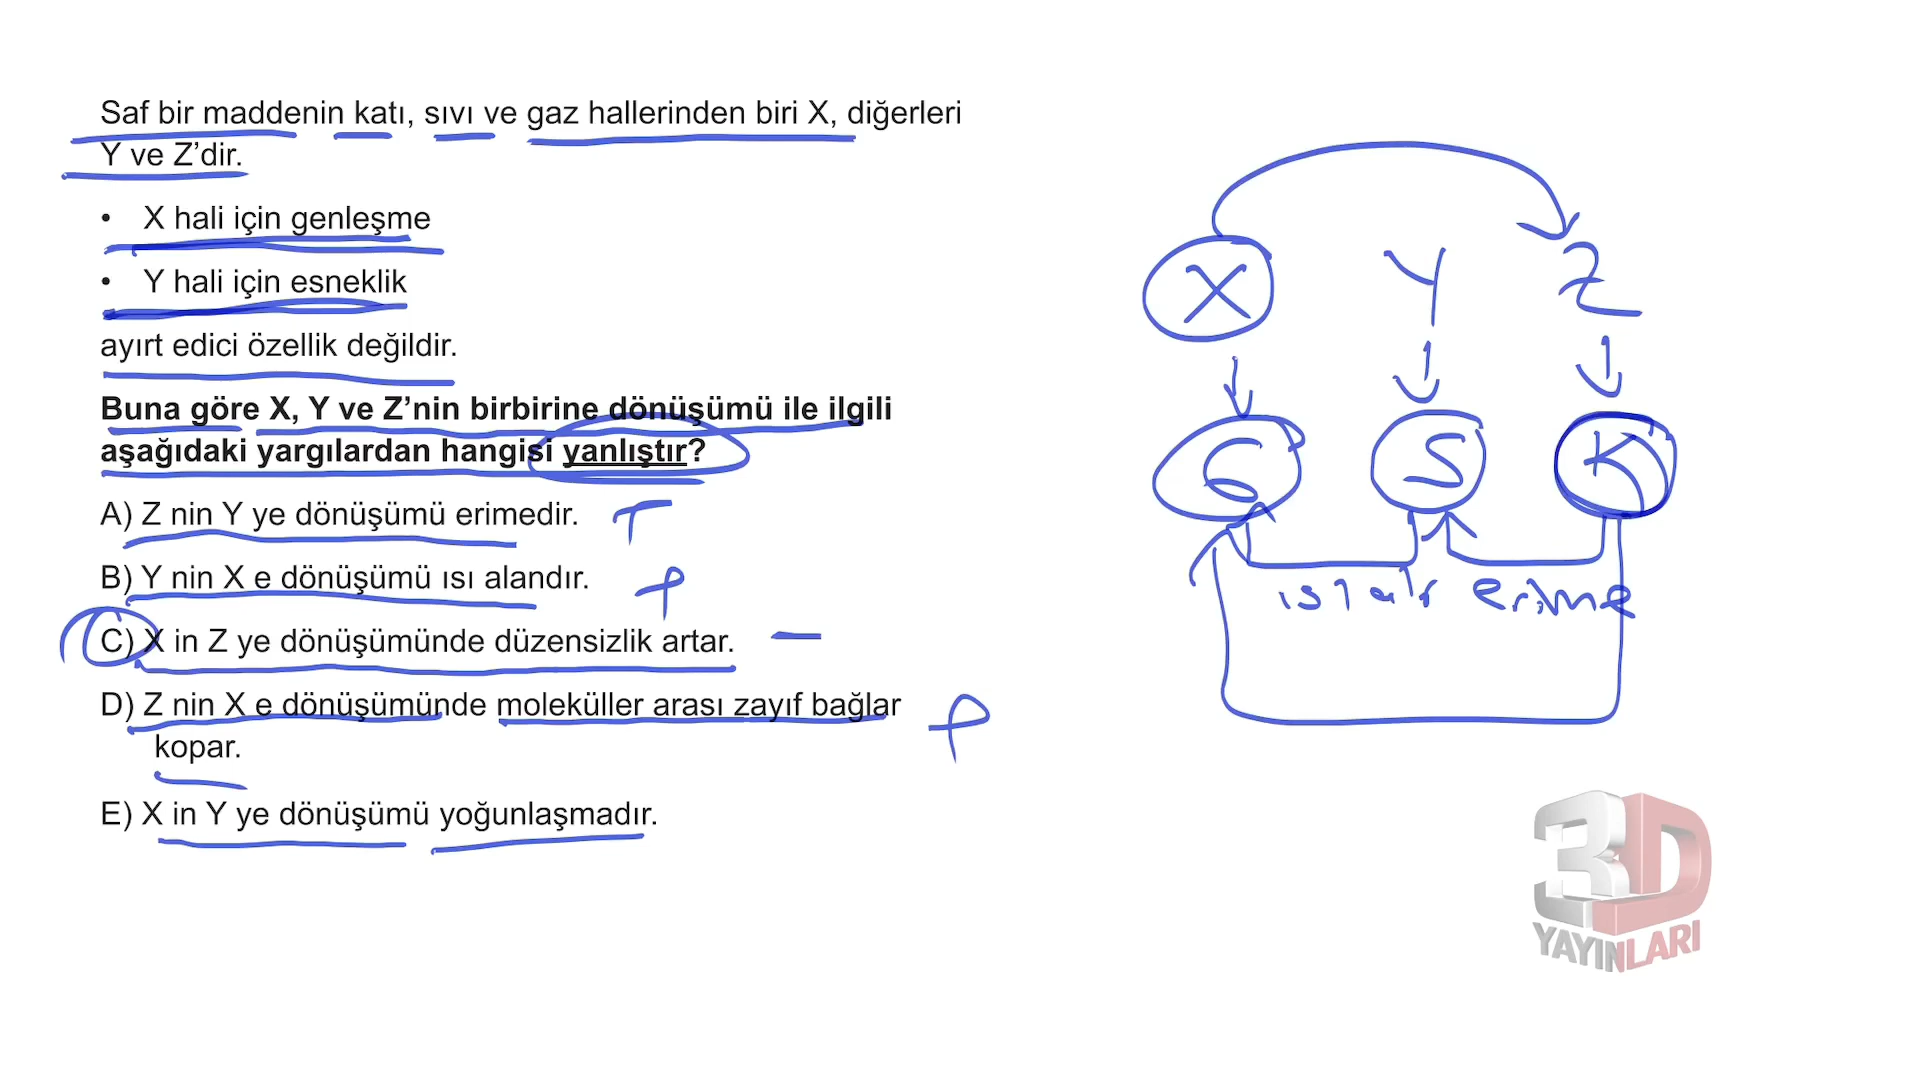 Saf bir maddenin katı, sıvı ve gaz hallerinden biri X, diğerleri
Y ve Z’dir.
• X hali için genleşme
• Y hali için esneklik
ayırt edici özellik değildir.
Buna göre X, Y ve Z’nin birbirine dönüşümü ile ilgili
aşağıdaki yargılardan hangisi yanlıştır?
A) Z nin Y ye dönüşümü erimedir.
B) Y nin X e dönüşümü ısı alandır.
C) X in Z ye dönüşümünde düzensizlik artar.
D) Z nin X e dönüşümünde moleküller arası zayıf bağlar
kopar.
E) X in Y ye dönüşümü yoğunlaşmadır.
X Y Z
G S K
ısı alır erime
3D
YAYINLARI